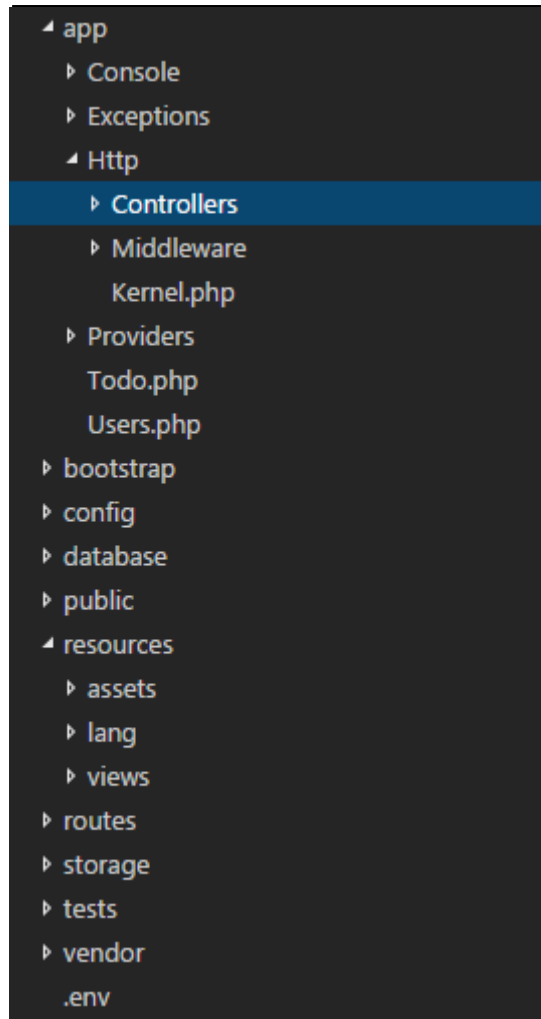 app
Console
Exceptions
Http
Controllers
Middleware
Kernel.php
Providers
Todo.php
Users.php
bootstrap
config
database
public
resources
assets
lang
views
routes
storage
tests
vendor
.env